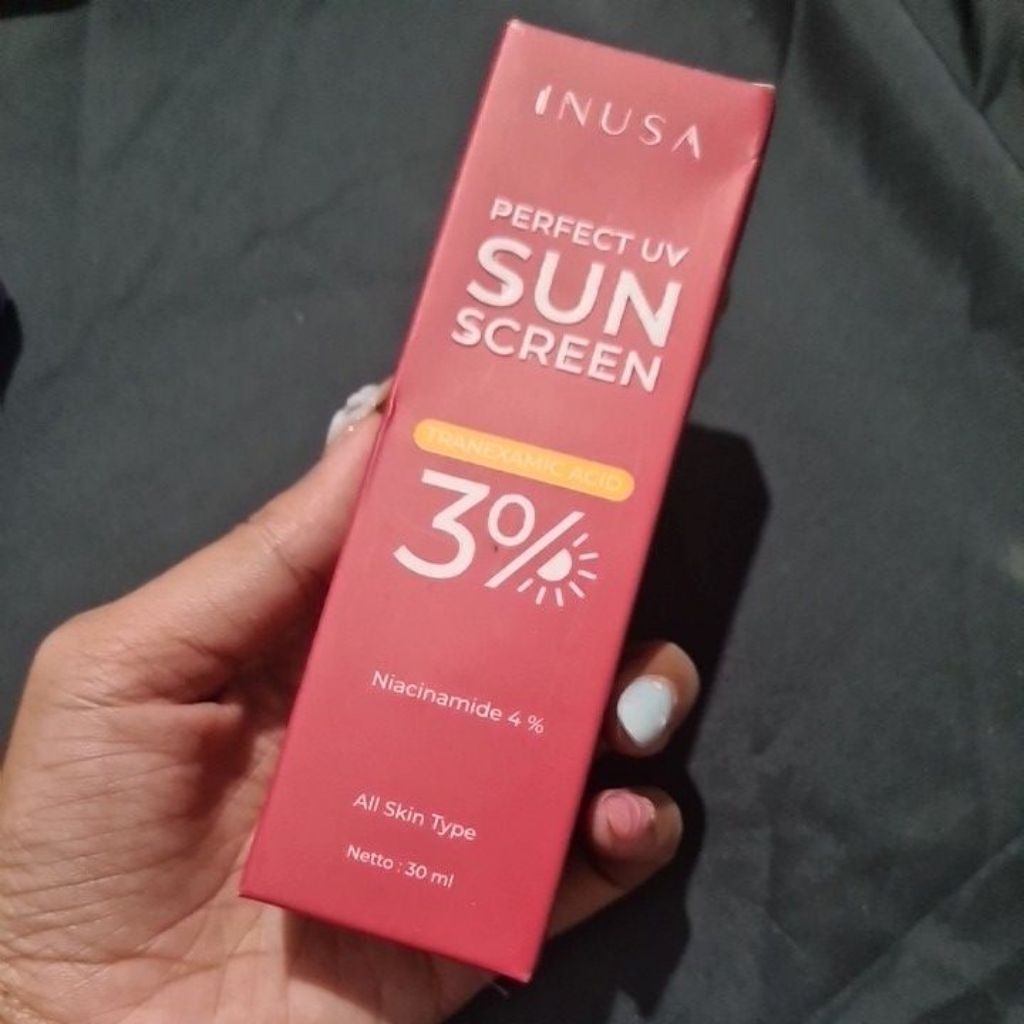 INUSA
PERFECT UV
SUN
SCREEN
TRANEXAMIC ACID
3%
Niacinamide 4 %
All Skin Type
Netto : 30 ml